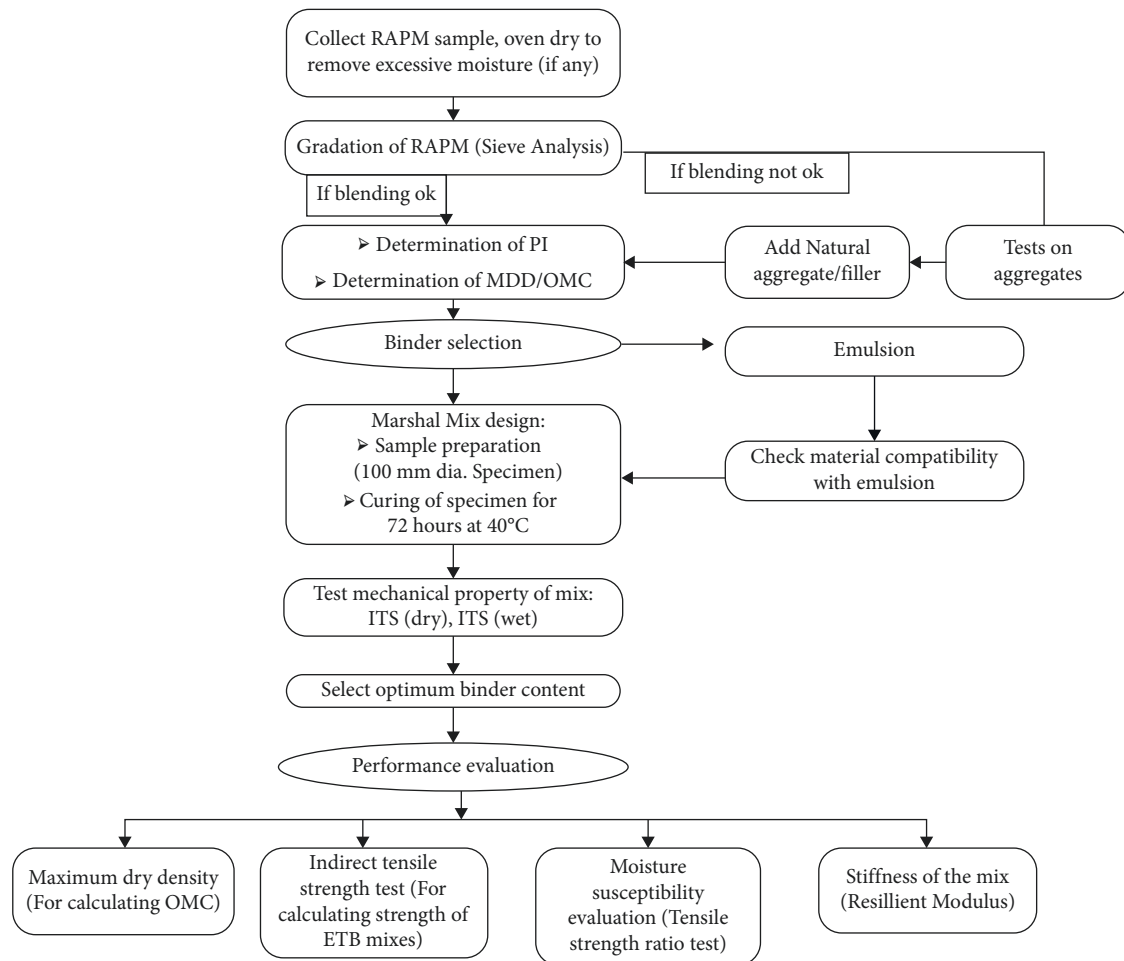 Collect RAPM sample, oven dry to
remove excessive moisture (if any)
Gradation of RAPM (Sieve Analysis)
If blending not ok
If blending ok
➢ Determination of PI
➢ Determination of MDD/OMC
Add Natural
aggregate/filler
Tests on
aggregates
Binder selection
Emulsion
Marshal Mix design:
➢ Sample preparation
(100 mm dia. Specimen)
➢ Curing of specimen for
72 hours at 40°C
Check material compatibility
with emulsion
Test mechanical property of mix:
ITS (dry), ITS (wet)
Select optimum binder content
Performance evaluation
Maximum dry density
(For calculating OMC)
Indirect tensile
strength test (For
calculating strength of
ETB mixes)
Moisture
susceptibility
evaluation (Tensile
strength ratio test)
Stiffness of the mix
(Resillient Modulus)